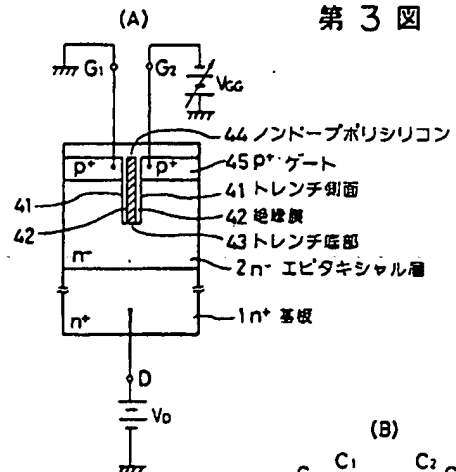 第3図
(A)
G1 G2 VGG
44 ノンドープポリシリコン
P+ P+ 45 P+ ゲート
41 41 トレンチ側面
42 42 絶縁膜
43 トレンチ底部
n- 2 n- エピタキシャル層
n+ 1 n+ 基板
D
VD
(B)
C1 C2